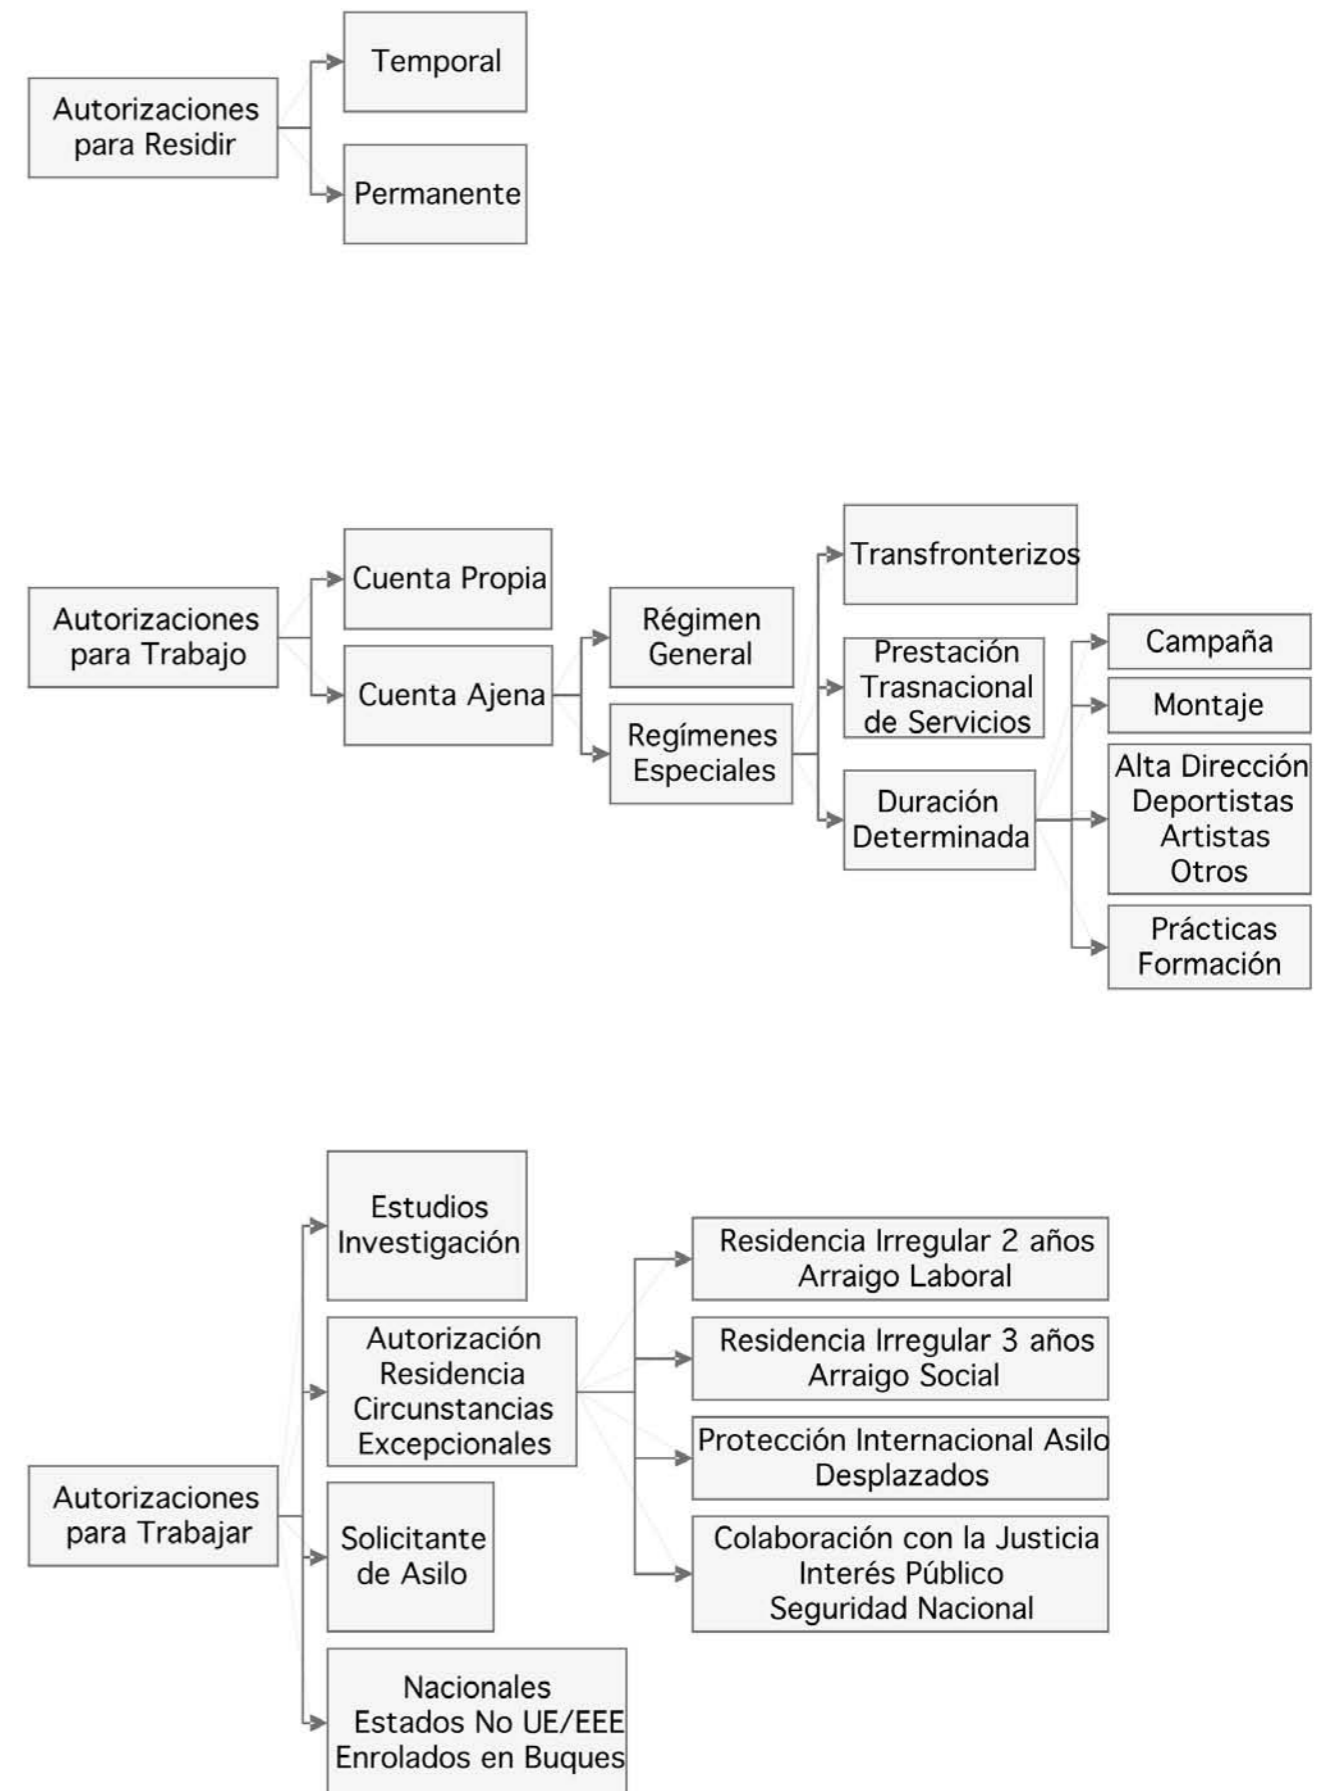 Temporal
Autorizaciones
para Residir
Permanente
Transfronterizos
Cuenta Propia
Autorizaciones
para Trabajo
Régimen
General
Campaña
Prestación
Trasnacional
de Servicios
Cuenta Ajena
Montaje
Regímenes
Especiales
Alta Dirección
Deportistas
Artistas
Otros
Duración
Determinada
Prácticas
Formación
Estudios
Investigación
Residencia Irregular 2 años
Arraigo Laboral
Autorización
Residencia
Circunstancias
Excepcionales
Residencia Irregular 3 años
Arraigo Social
Protección Internacional Asilo
Desplazados
Autorizaciones
para Trabajar
Solicitante
de Asilo
Colaboración con la Justicia
Interés Público
Seguridad Nacional
Nacionales
Estados No UE/EEE
Enrolados en Buques